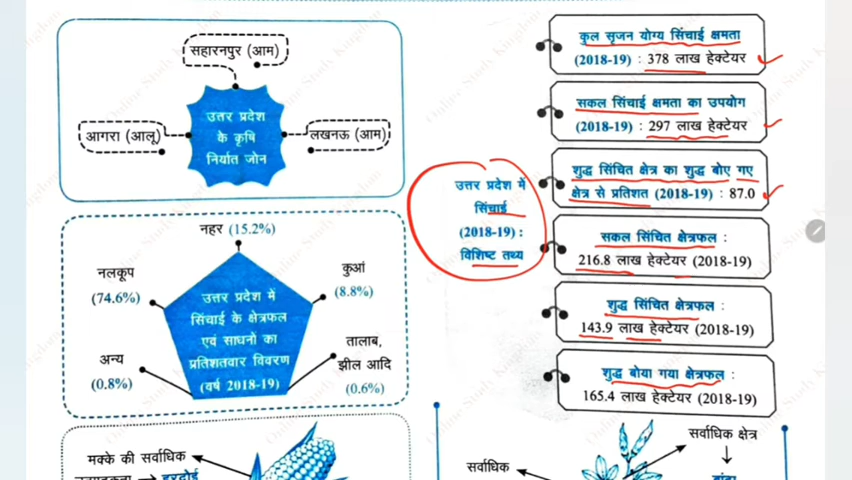 सहारनपुर (आम)
उत्तर प्रदेश
के कृषि
निर्यात जोन
आगरा (आलू)
लखनऊ (आम)
नहर (15.2%)
नलकूप
(74.6%)
कुआं
(8.8%)
उत्तर प्रदेश में
सिंचाई के क्षेत्रफल
एवं साधनों का
प्रतिशतवार विवरण
(वर्ष 2018-19)
अन्य
(0.8%)
तालाब,
झील आदि
(0.6%)
उत्तर प्रदेश में
सिंचाई
(2018-19) :
विशिष्ट तथ्य
कुल सृजन योग्य सिंचाई क्षमता
(2018-19) : 378 लाख हेक्टेयर
सकल सिंचाई क्षमता का उपयोग
(2018-19) : 297 लाख हेक्टेयर
शुद्ध सिंचित क्षेत्र का शुद्ध बोए गए
क्षेत्र से प्रतिशत (2018-19) : 87.0
सकल सिंचित क्षेत्रफल :
216.8 लाख हेक्टेयर (2018-19)
शुद्ध सिंचित क्षेत्रफल :
143.9 लाख हेक्टेयर (2018-19)
शुद्ध बोया गया क्षेत्रफल :
165.4 लाख हेक्टेयर (2018-19)
मक्के की सर्वाधिक
हरदोई
सर्वाधिक
सर्वाधिक क्षेत्र